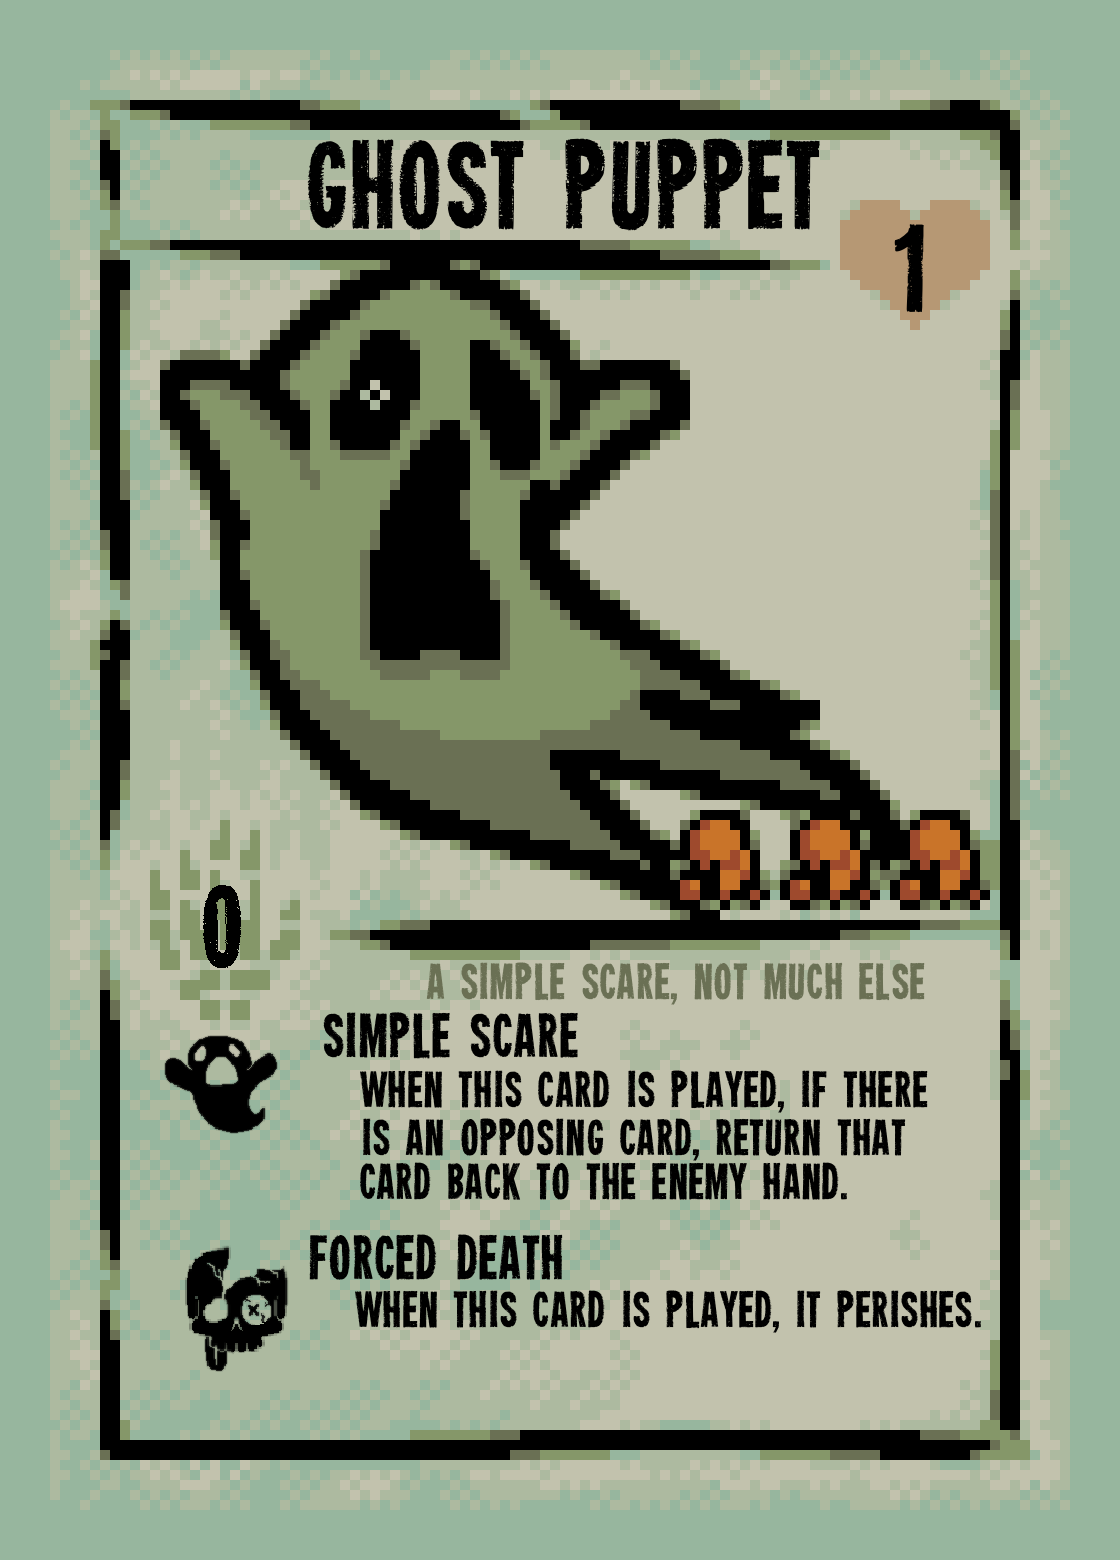 GHOST PUPPET
1
0
A SIMPLE SCARE, NOT MUCH ELSE
SIMPLE SCARE
WHEN THIS CARD IS PLAYED, IF THERE
IS AN OPPOSING CARD, RETURN THAT
CARD BACK TO THE ENEMY HAND.
FORCED DEATH
WHEN THIS CARD IS PLAYED, IT PERISHES.